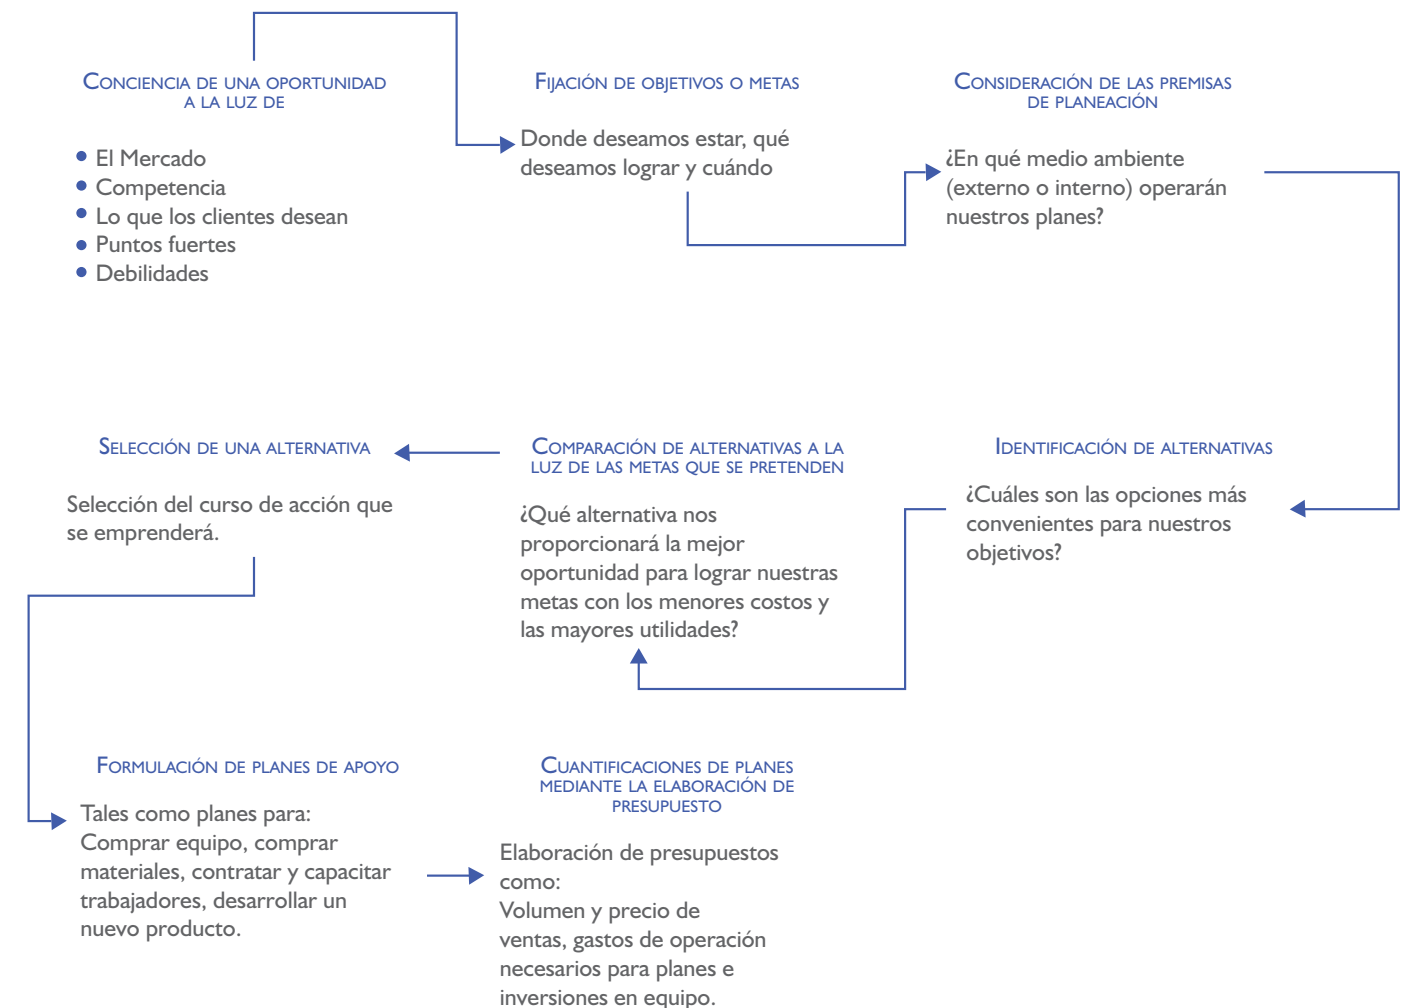 Conciencia de una oportunidad
a la luz de
El Mercado
Competencia
Lo que los clientes desean
Puntos fuertes
Debilidades
Fijación de objetivos o metas
Donde deseamos estar, qué
deseamos lograr y cuándo
Consideración de las premisas
de planeación
¿En qué medio ambiente
(externo o interno) operarán
nuestros planes?
Identificación de alternativas
¿Cuáles son las opciones más
convenientes para nuestros
objetivos?
Comparación de alternativas a la
luz de las metas que se pretenden
¿Qué alternativa nos
proporcionará la mejor
oportunidad para lograr nuestras
metas con los menores costos y
las mayores utilidades?
Selección de una alternativa
Selección del curso de acción que
se emprenderá.
Formulación de planes de apoyo
Tales como planes para:
Comprar equipo, comprar
materiales, contratar y capacitar
trabajadores, desarrollar un
nuevo producto.
Cuantificaciones de planes
mediante la elaboración de
presupuesto
Elaboración de presupuestos
como:
Volumen y precio de
ventas, gastos de operación
necesarios para planes e
inversiones en equipo.